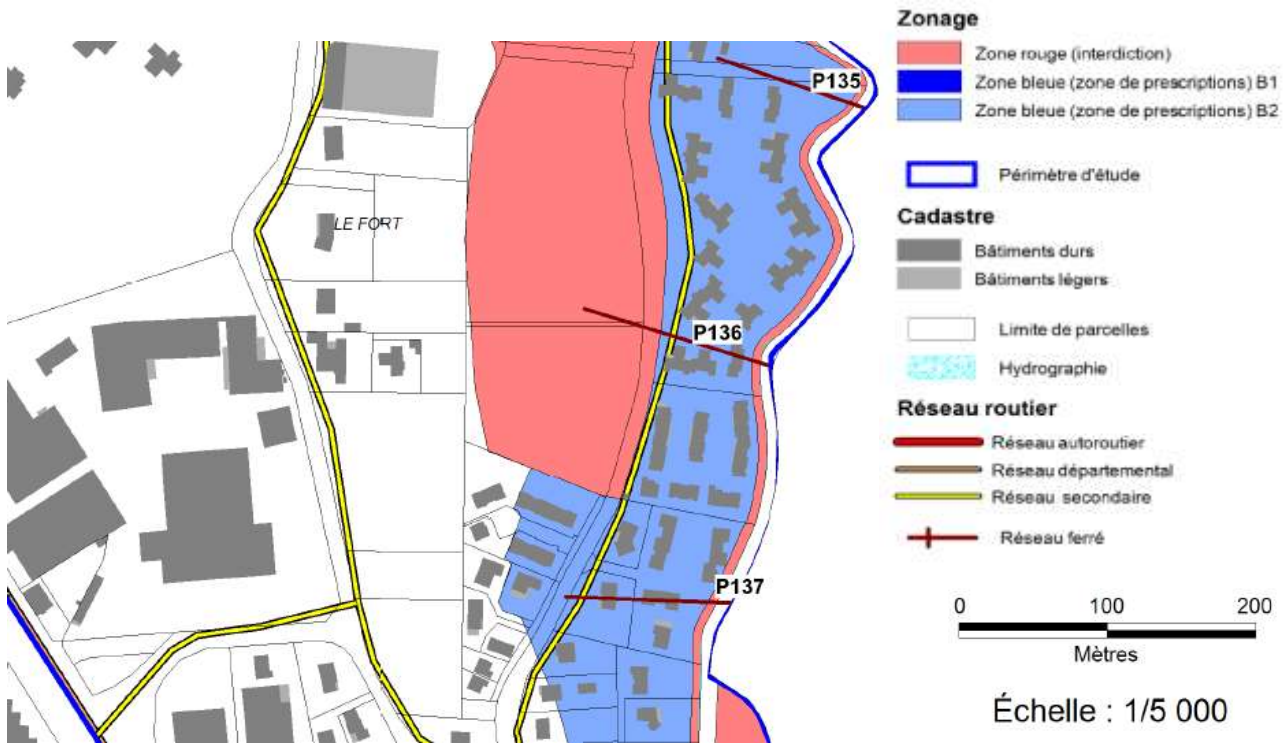 Zonage
Zone rouge (interdiction)
Zone bleue (zone de prescriptions) B1
Zone bleue (zone de prescriptions) B2
Périmètre d'étude
Cadastre
Bâtiments durs
Bâtiments légers
Limite de parcelles
Hydrographie
Réseau routier
Réseau autoroutier
Réseau départemental
Réseau secondaire
Réseau ferré
0 100 200
Mètres
Échelle : 1/5 000
P135
LE FORT
P136
P137